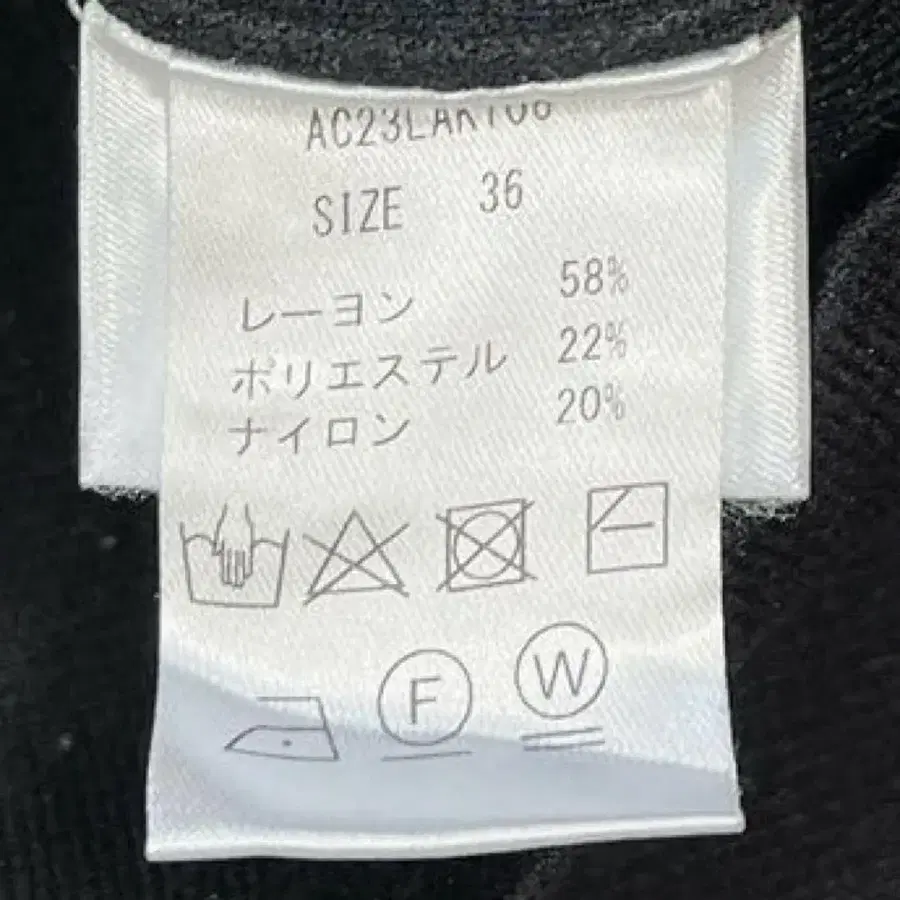 SIZE 36
レーヨン 58%
ポリエステル 22%
ナイロン 20%
F W